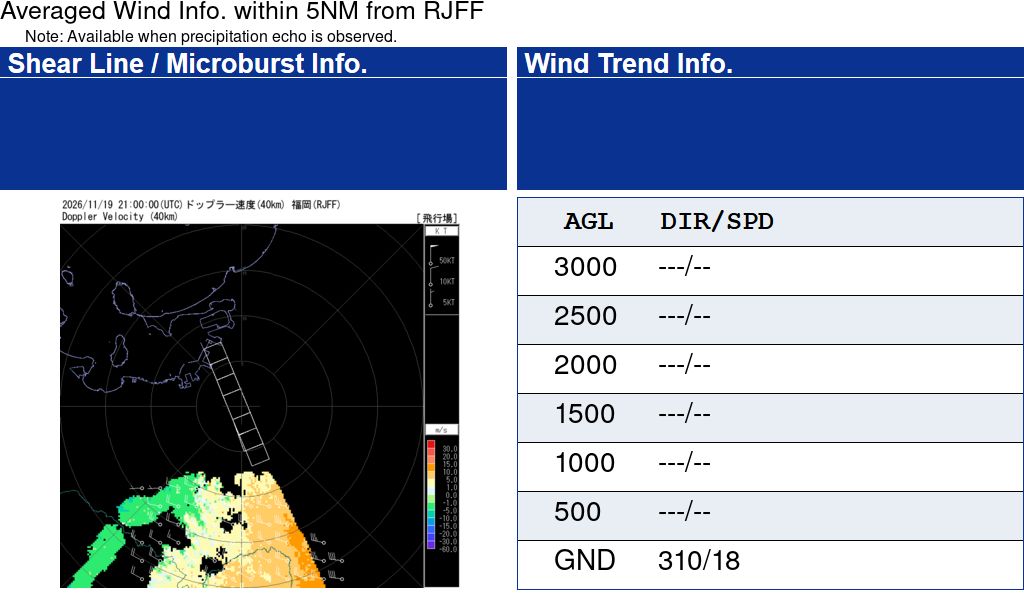 Averaged Wind Info. within 5NM from RJFF
Note: Available when precipitation echo is observed.
Shear Line / Microburst Info.
Wind Trend Info.
2026/11/19 21:00:00(UTC) ドップラー速度(40km) 福岡(RJFF)
Doppler Velocity (40km)
[飛行場]
KT
50KT
10KT
5KT
m/s
30.0
20.0
15.0
10.0
5.0
1.0
0.0
-1.0
-5.0
-10.0
-15.0
-20.0
-30.0
-60.0
AGL DIR/SPD
3000 ---/--
2500 ---/--
2000 ---/--
1500 ---/--
1000 ---/--
500 ---/--
GND 310/18